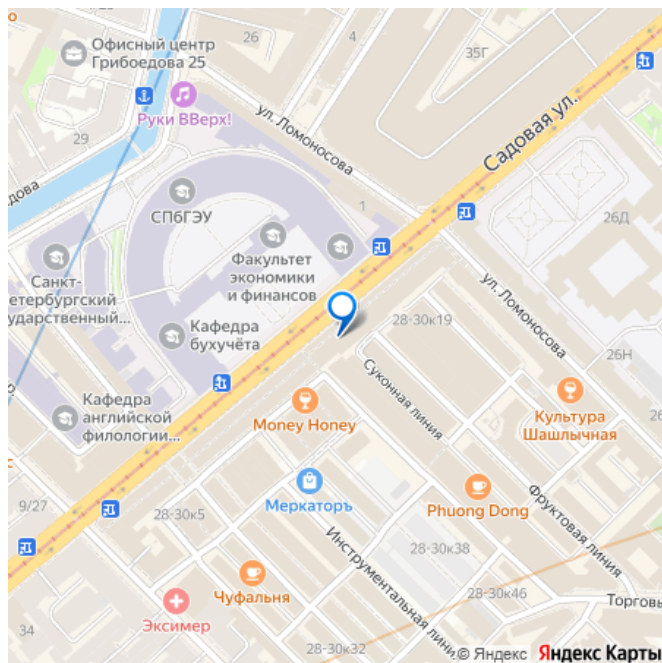 о
Офисный центр
Грибоедова 25
26
4
35Г
Руки ВВерх!
ул. Ломоносова
Садовая ул.
29
едова
СПбГЭУ
1
26Д
Факультет
экономики
и финансов
Санкт-
етербургский
ударственный...
Кафедра
бухучёта
28-30к19
ул. Ломоносова
26Н
Суконная линия
Кафедра
английской
филологии...
Money Honey
Культура
Шашлычная
26
с
9/27
28-30к5
Меркаторъ
Phuong Dong
Фруктовая линия
28-30к38
Инструментальная лини
Чуфальня
28-30к46
Торговы
Эксимер
34
28-30к32
© Яндекс
Яндекс Карты